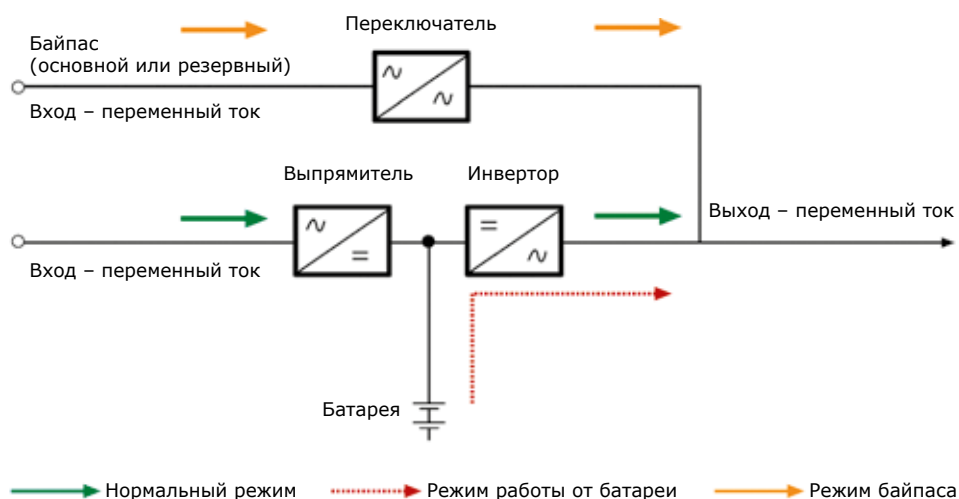 Переключатель
Байпас
(основной или резервный)
Вход – переменный ток
Выпрямитель
Инвертор
Выход – переменный ток
Вход – переменный ток
Батарея
Нормальный режим
Режим работы от батареи
Режим байпаса